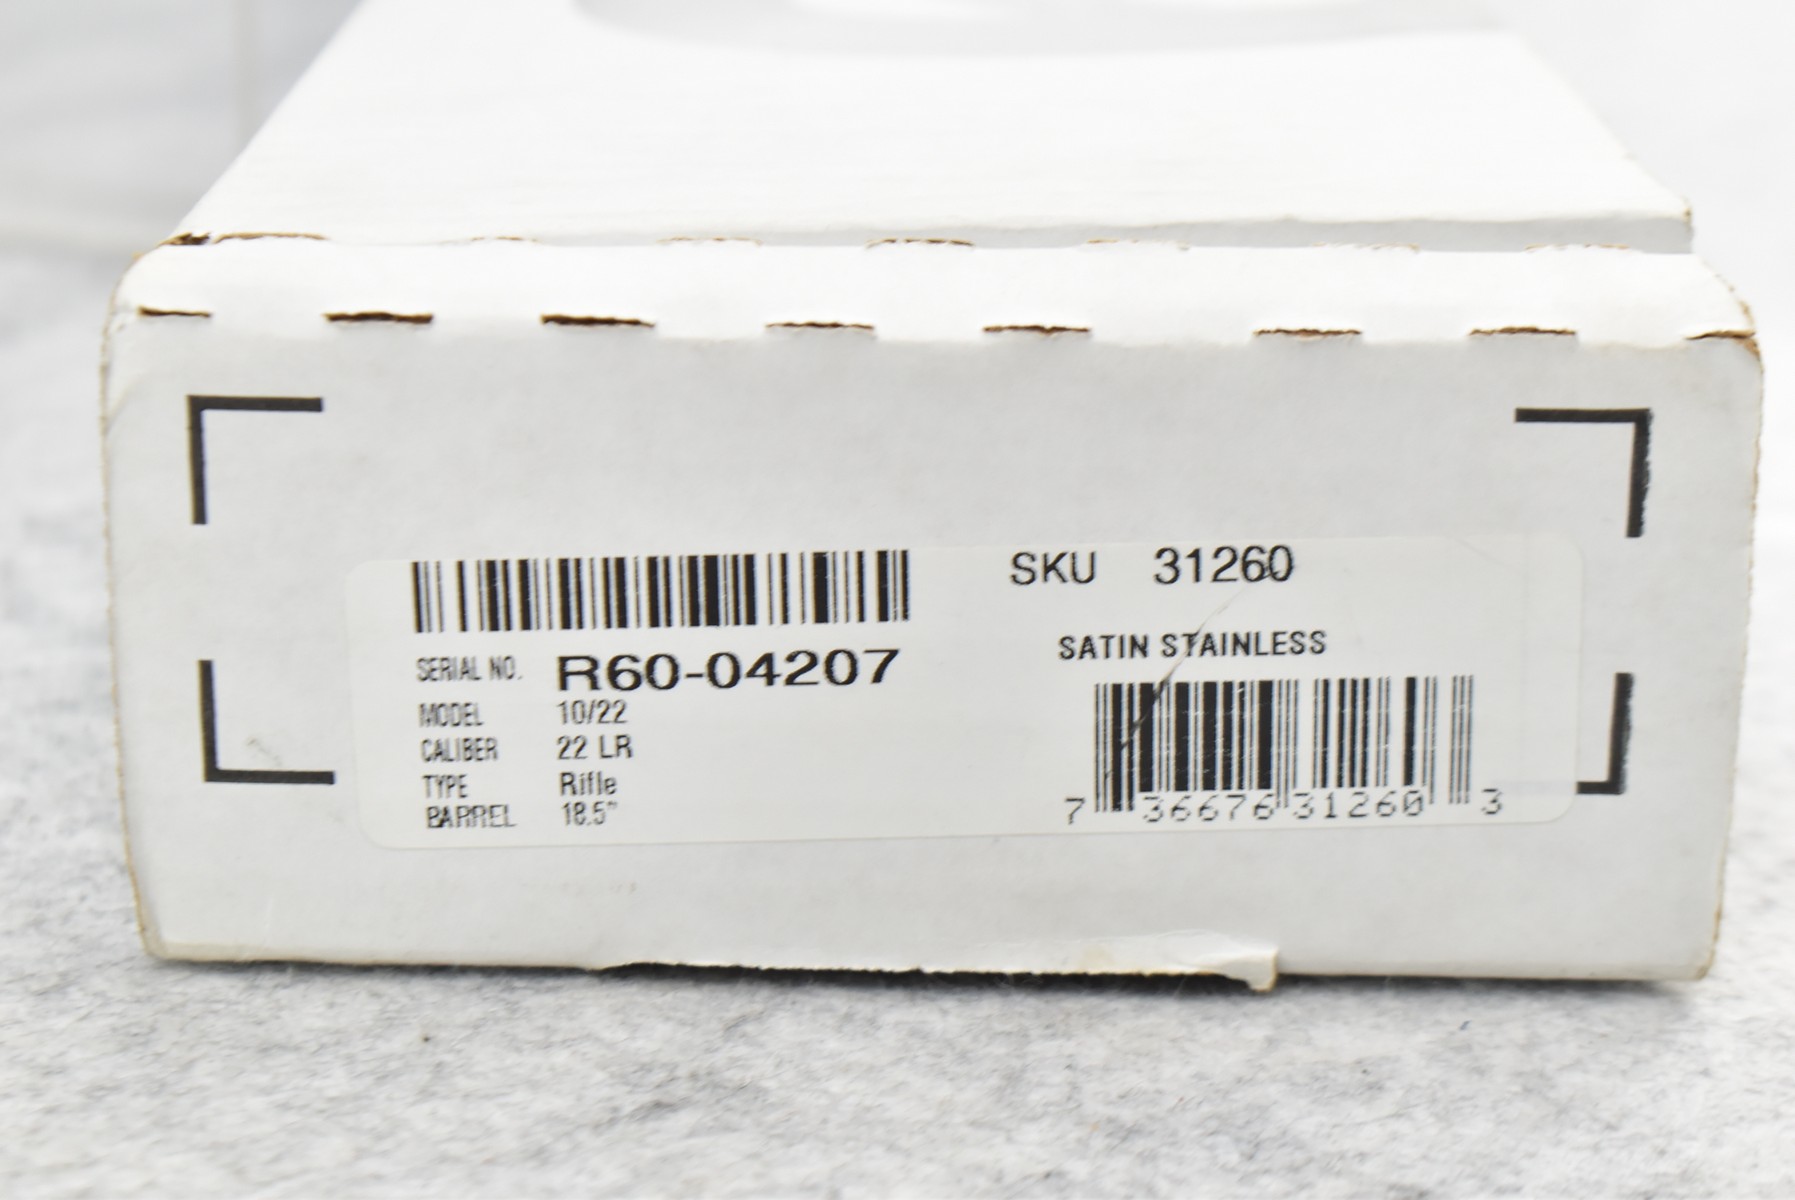 SERIAL NO. R60-04207
MODEL 10/22
CALIBER 22 LR
TYPE Rifle
BARREL 18.5"
SKU 31260
SATIN STAINLESS
7 36676 31260 3